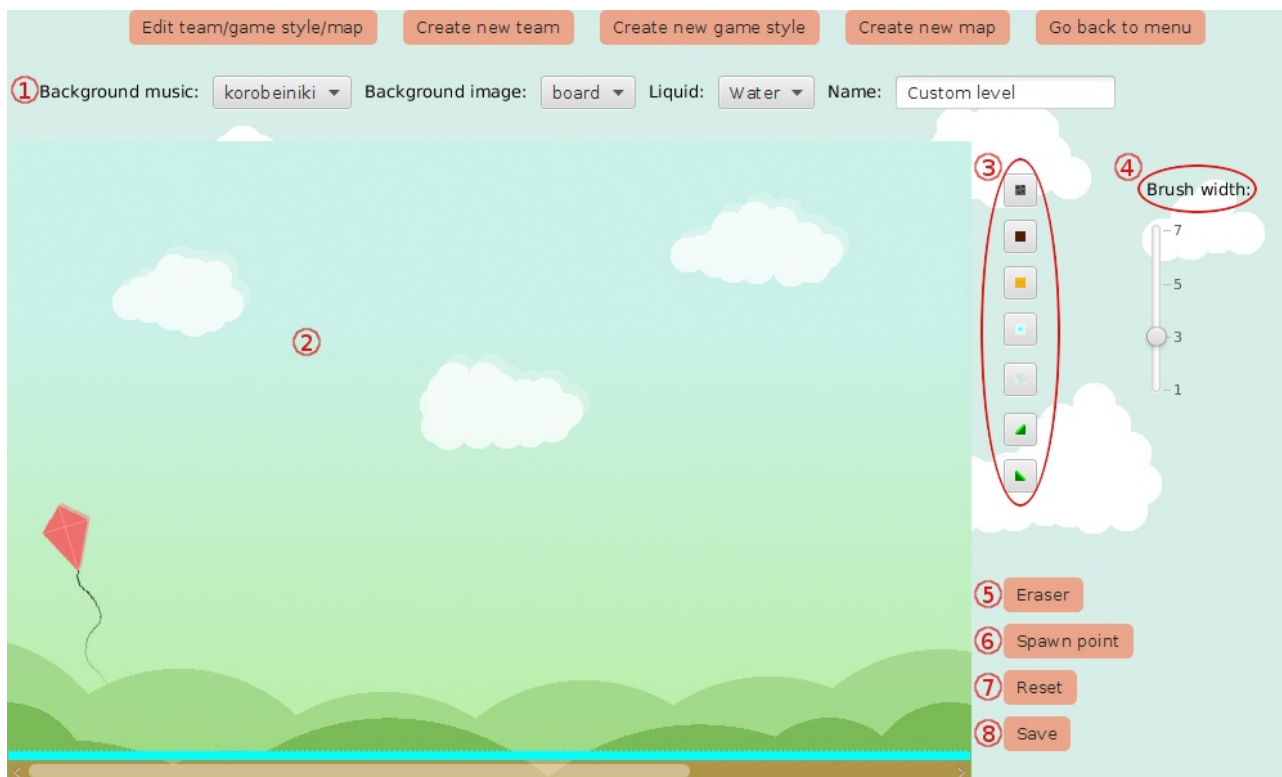 Edit team/game style/map Create new team Create new game style Create new map Go back to menu
① Background music: korobeiniki Background image: board Liquid: Water Name: Custom level
③ ④
Brush width:
7
5
② 3
1
⑤ Eraser
⑥ Spawn point
⑦ Reset
⑧ Save